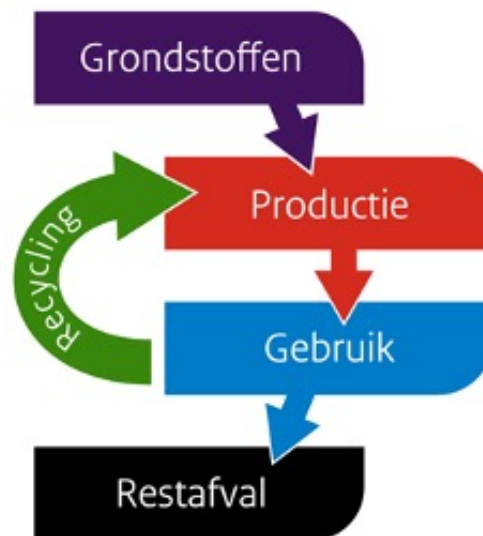 Grondstoffen
Productie
Recycling
Gebruik
Restafval